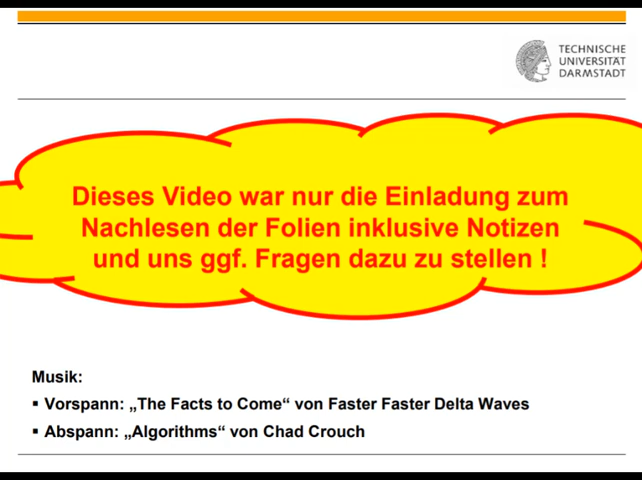 TECHNISCHE
UNIVERSITÄT
DARMSTADT
Dieses Video war nur die Einladung zum
Nachlesen der Folien inklusive Notizen
und uns ggf. Fragen dazu zu stellen !
Musik:
▪ Vorspann: „The Facts to Come“ von Faster Faster Delta Waves
▪ Abspann: „Algorithms“ von Chad Crouch